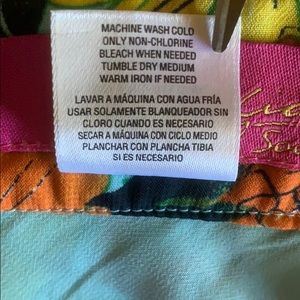 MACHINE WASH COLD
ONLY NON-CHLORINE
BLEACH WHEN NEEDED
TUMBLE DRY MEDIUM
WARM IRON IF NEEDED
LAVAR A MÁQUINA CON AGUA FRÍA
USAR SOLAMENTE BLANQUEADOR SIN
CLORO CUANDO ES NECESARIO
SECAR A MÁQUINA CON CICLO MEDIO
PLANCHAR CON PLANCHA TIBIA
SI ES NECESARIO